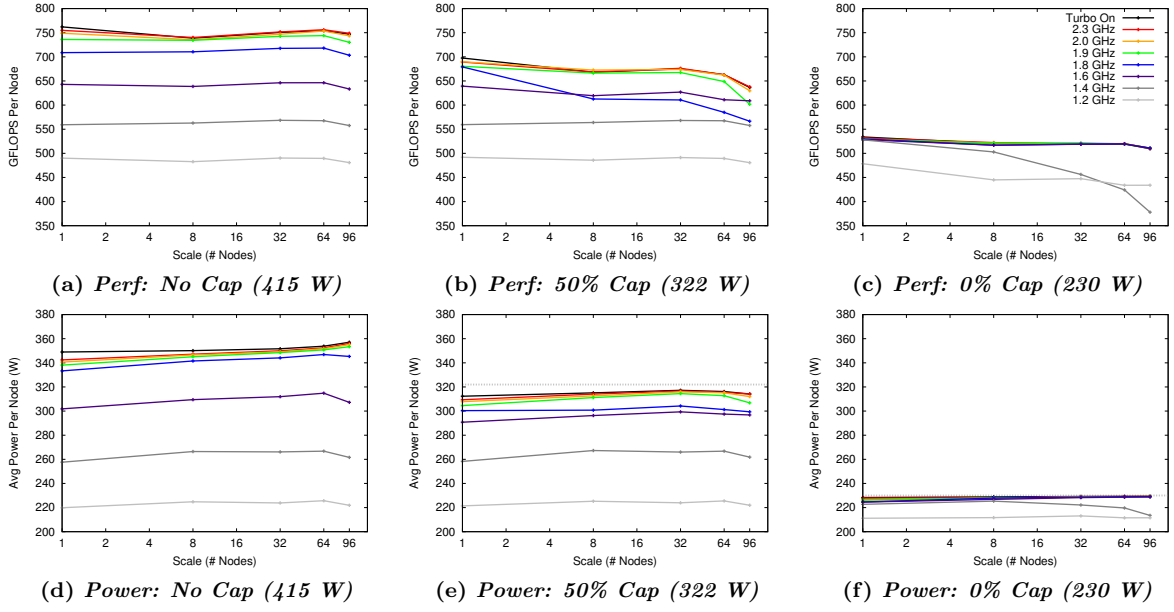 800
750
700
650
600
550
500
450
400
350
GFLOPS Per Node
1 2 4 8 16 32 64 96
Scale (# Nodes)
(a) Perf: No Cap (415 W)
800
750
700
650
600
550
500
450
400
350
GFLOPS Per Node
1 2 4 8 16 32 64 96
Scale (# Nodes)
(b) Perf: 50% Cap (322 W)
800
750
700
650
600
550
500
450
400
350
GFLOPS Per Node
Turbo On
2.3 GHz
2.0 GHz
1.9 GHz
1.8 GHz
1.6 GHz
1.4 GHz
1.2 GHz
1 2 4 8 16 32 64 96
Scale (# Nodes)
(c) Perf: 0% Cap (230 W)
380
360
340
320
300
280
260
240
220
200
Avg Power Per Node (W)
1 2 4 8 16 32 64 96
Scale (# Nodes)
(d) Power: No Cap (415 W)
380
360
340
320
300
280
260
240
220
200
Avg Power Per Node (W)
1 2 4 8 16 32 64 96
Scale (# Nodes)
(e) Power: 50% Cap (322 W)
380
360
340
320
300
280
260
240
220
200
Avg Power Per Node (W)
1 2 4 8 16 32 64 96
Scale (# Nodes)
(f) Power: 0% Cap (230 W)